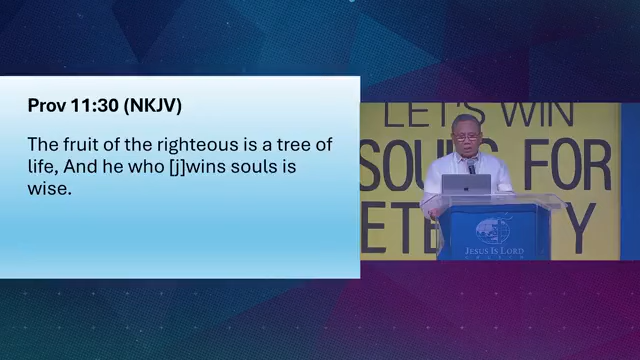 Prov 11:30 (NKJV)
The fruit of the righteous is a tree of
life, And he who [j]wins souls is
wise.
LET'S WIN
SOULS FOR
ETE Y
JESUS IS LORD
CHURCH